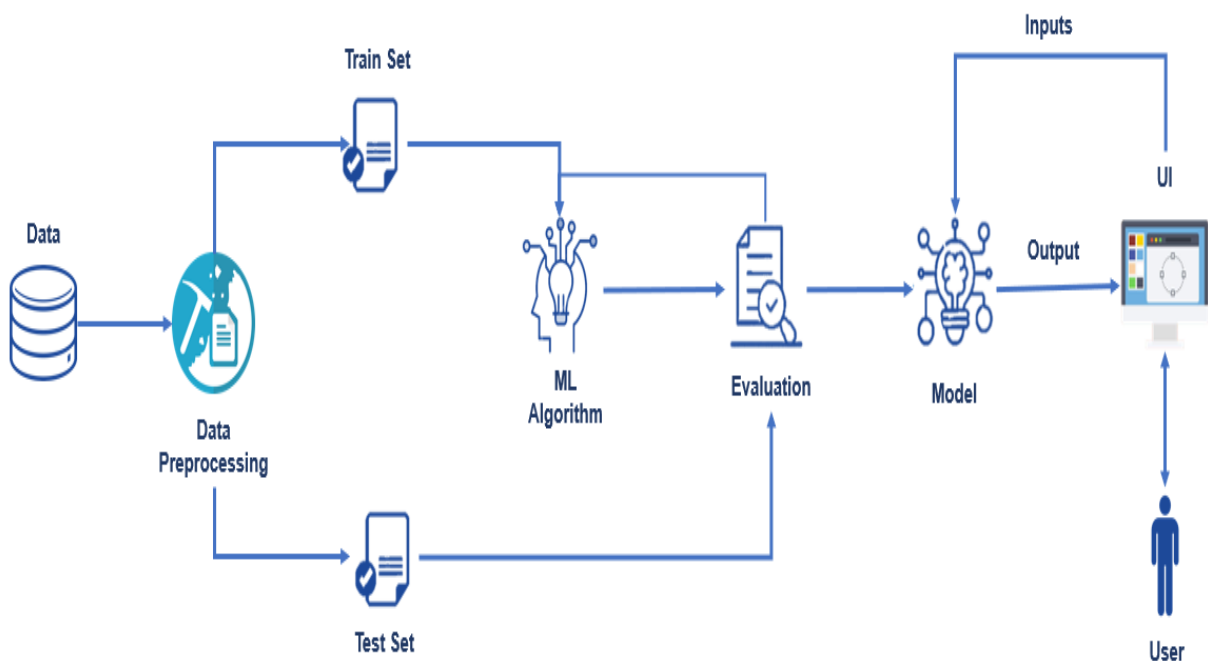 Inputs
Train Set
UI
Data
Output
ML
Algorithm
Evaluation
Model
Data
Preprocessing
Test Set
User